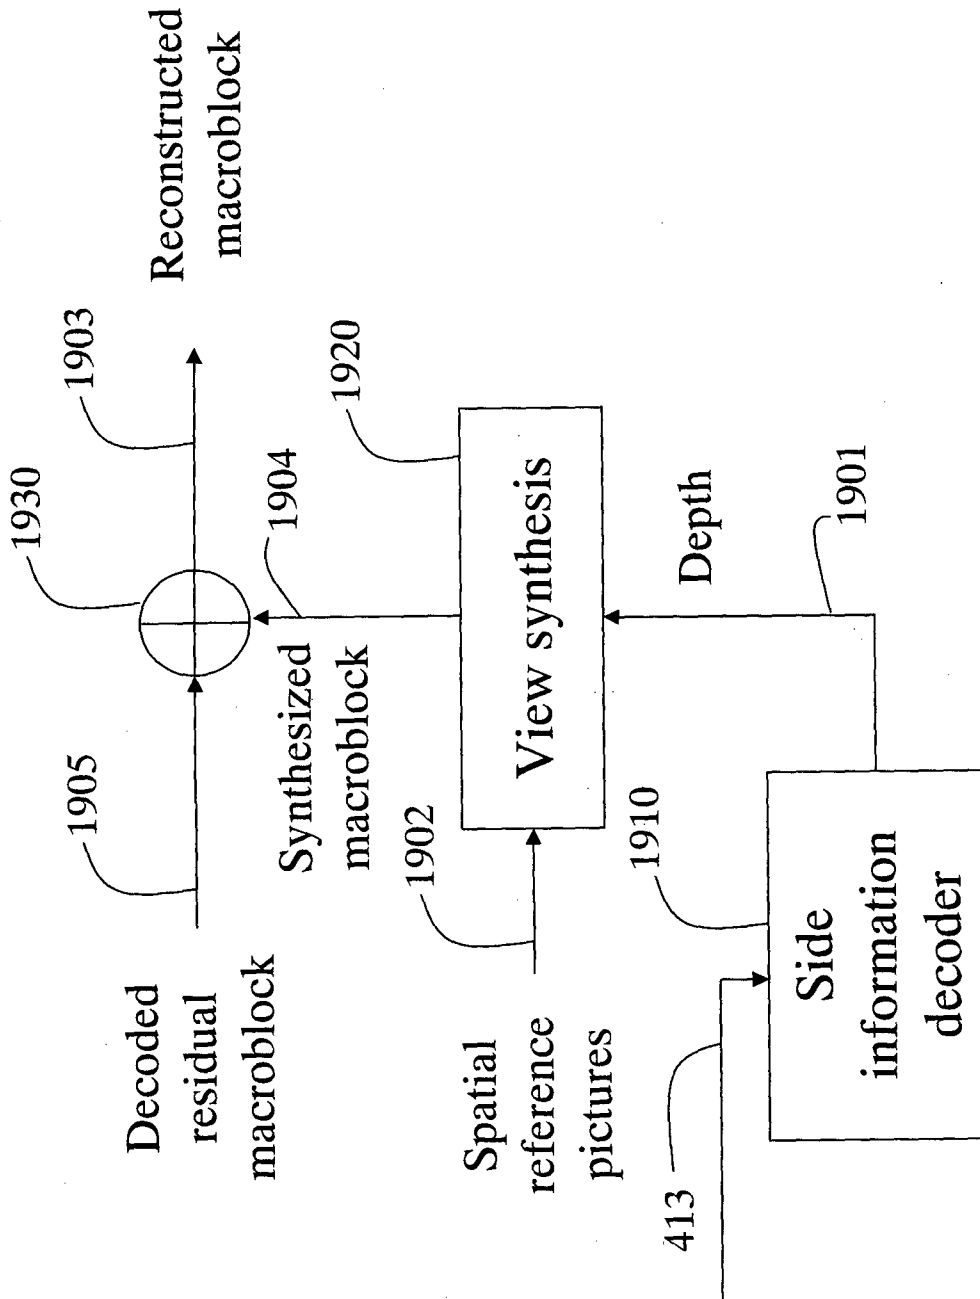 1930
1903
Reconstructed
macroblock
1905
Decoded
residual
macroblock
Synthesized
macroblock
1904
1920
1902
Spatial
reference
pictures
View synthesis
413
1910
Depth
1901
Side
information
decoder